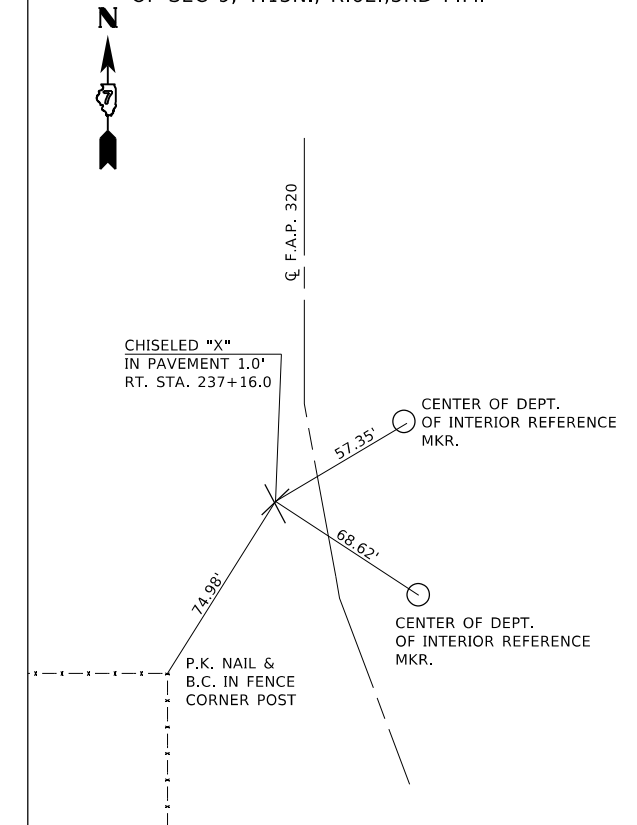 N
7
℄ F.A.P. 320
CHISELED "X"
IN PAVEMENT 1.0'
RT. STA. 237+16.0
CENTER OF DEPT.
OF INTERIOR REFERENCE
MKR.
57.35'
68.62'
74.98'
CENTER OF DEPT.
OF INTERIOR REFERENCE
MKR.
P.K. NAIL &
B.C. IN FENCE
CORNER POST